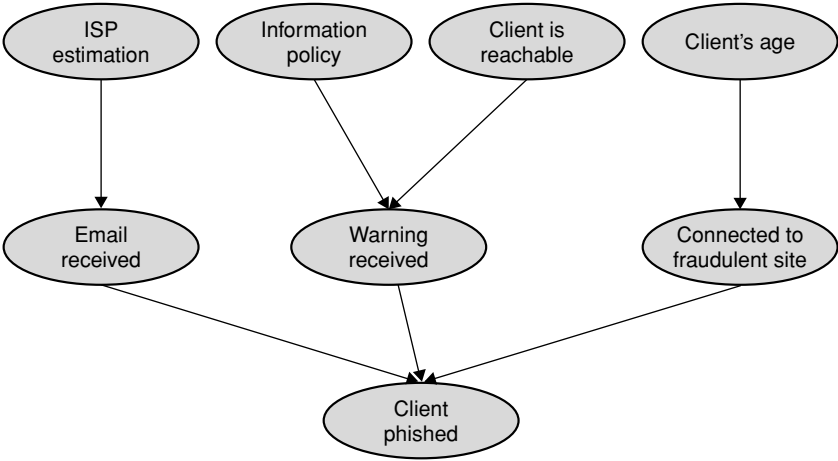 ISP
estimation
Information
policy
Client is
reachable
Client's age
Email
received
Warning
received
Connected to
fraudulent site
Client
phished